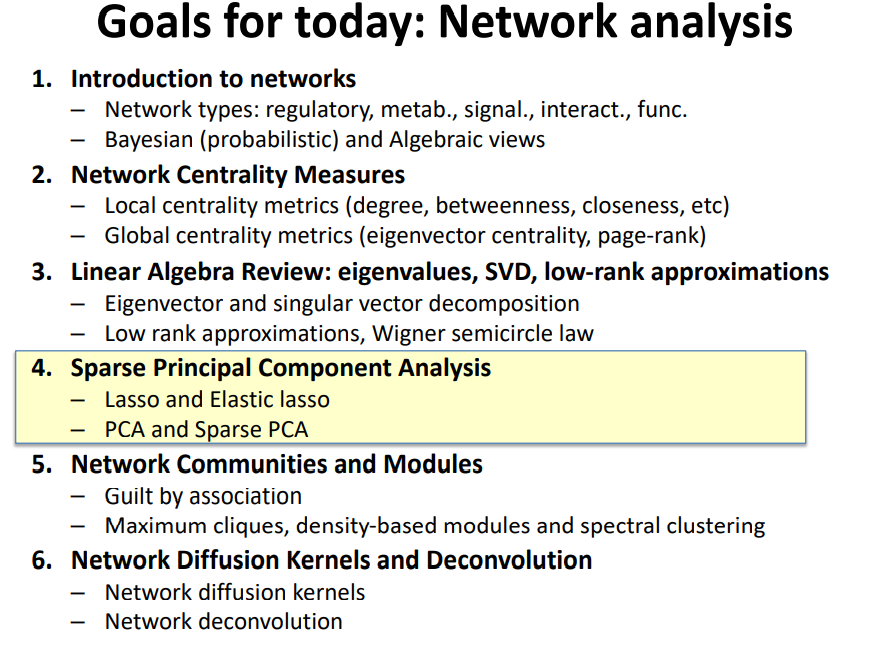 Goals for today: Network analysis
1. Introduction to networks
– Network types: regulatory, metab., signal., interact., func.
– Bayesian (probabilistic) and Algebraic views
2. Network Centrality Measures
– Local centrality metrics (degree, betweenness, closeness, etc)
– Global centrality metrics (eigenvector centrality, page-rank)
3. Linear Algebra Review: eigenvalues, SVD, low-rank approximations
– Eigenvector and singular vector decomposition
– Low rank approximations, Wigner semicircle law
4. Sparse Principal Component Analysis
– Lasso and Elastic lasso
– PCA and Sparse PCA
5. Network Communities and Modules
– Guilt by association
– Maximum cliques, density-based modules and spectral clustering
6. Network Diffusion Kernels and Deconvolution
– Network diffusion kernels
– Network deconvolution